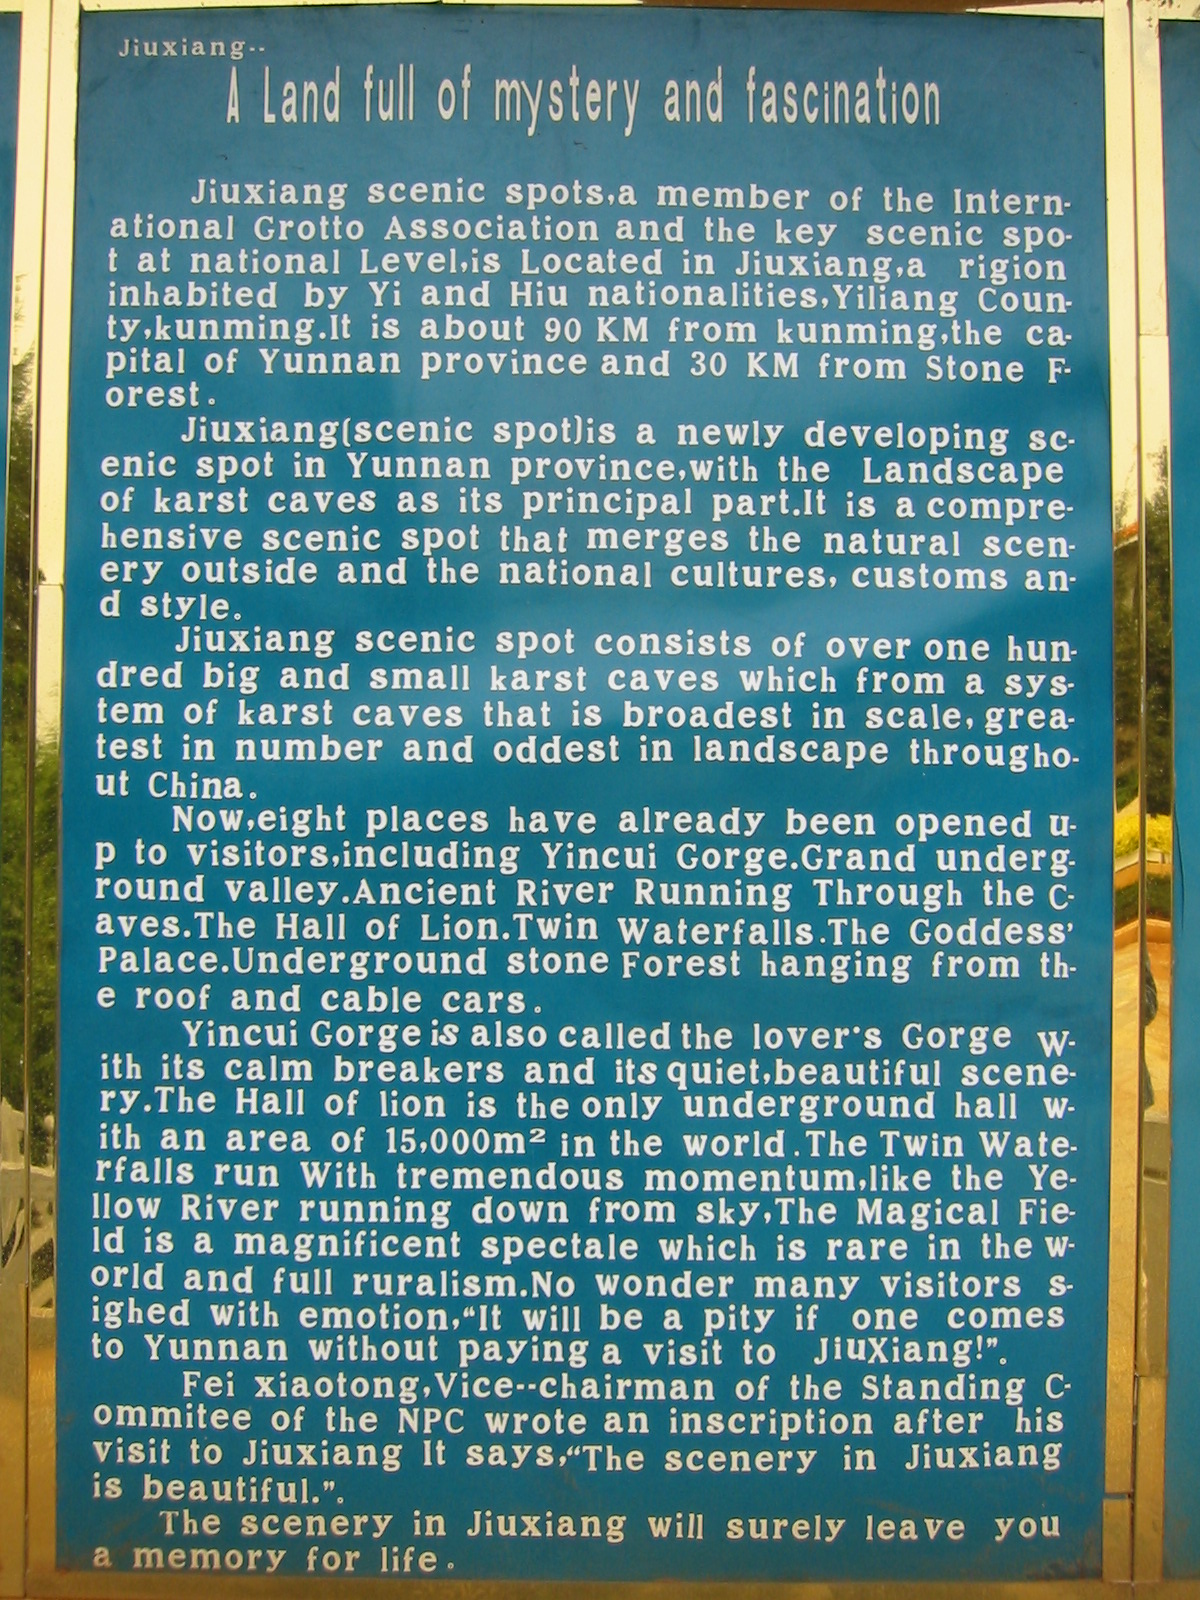 Jiuxiang--
A Land full of mystery and fascination
Jiuxiang scenic spots,a member of the Intern-
ational Grotto Association and the key scenic spo-
t at national Level,is Located in Jiuxiang,a rigion
inhabited by Yi and Hiu nationalities,Yiliang Coun-
ty,kunming.It is about 90 KM from kunming,the ca-
pital of Yunnan province and 30 KM from Stone F-
orest。
Jiuxiang(scenic spot)is a newly developing sc-
enic spot in Yunnan province,with the Landscape
of karst caves as its principal part.It is a compre-
hensive scenic spot that merges the natural scen-
ery outside and the national cultures, customs an-
d style。
Jiuxiang scenic spot consists of over one hun-
dred big and small karst caves which from a sys-
tem of karst caves that is broadest in scale, grea-
test in number and oddest in landscape througho-
ut China。
Now,eight places have already been opened u-
p to visitors,including Yincui Gorge.Grand underg-
round valley.Ancient River Running Through the C-
aves.The Hall of Lion.Twin Waterfalls.The Goddess'
Palace.Underground stone Forest hanging from th-
e roof and cable cars。
Yincui Gorge is also called the lover's Gorge w-
ith its calm breakers and its quiet,beautiful scene-
ry.The Hall of lion is the only underground hall w-
ith an area of 15,000m² in the world.The Twin Wate-
rfalls run With tremendous momentum,like the Ye-
llow River running down from sky,The Magical Fie-
ld is a magnificent spectale which is rare in the w-
orld and full ruralism.No wonder many visitors s-
ighed with emotion,“It will be a pity if one comes
to Yunnan without paying a visit to JiuXiang!”。
Fei xiaotong,Vice--chairman of the Standing C-
ommitee of the NPC wrote an inscription after his
visit to Jiuxiang It says,“The scenery in Jiuxiang
is beautiful.”。
The scenery in Jiuxiang will surely leave you
a memory for life。